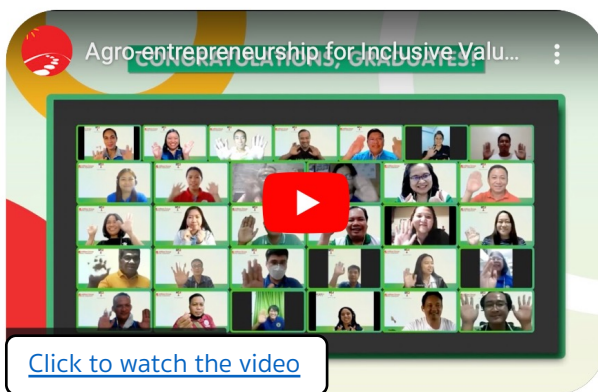 Agro-entrepreneurship for Inclusive Valu...
CONGRATULATIONS, GRADUATES!
Click to watch the video